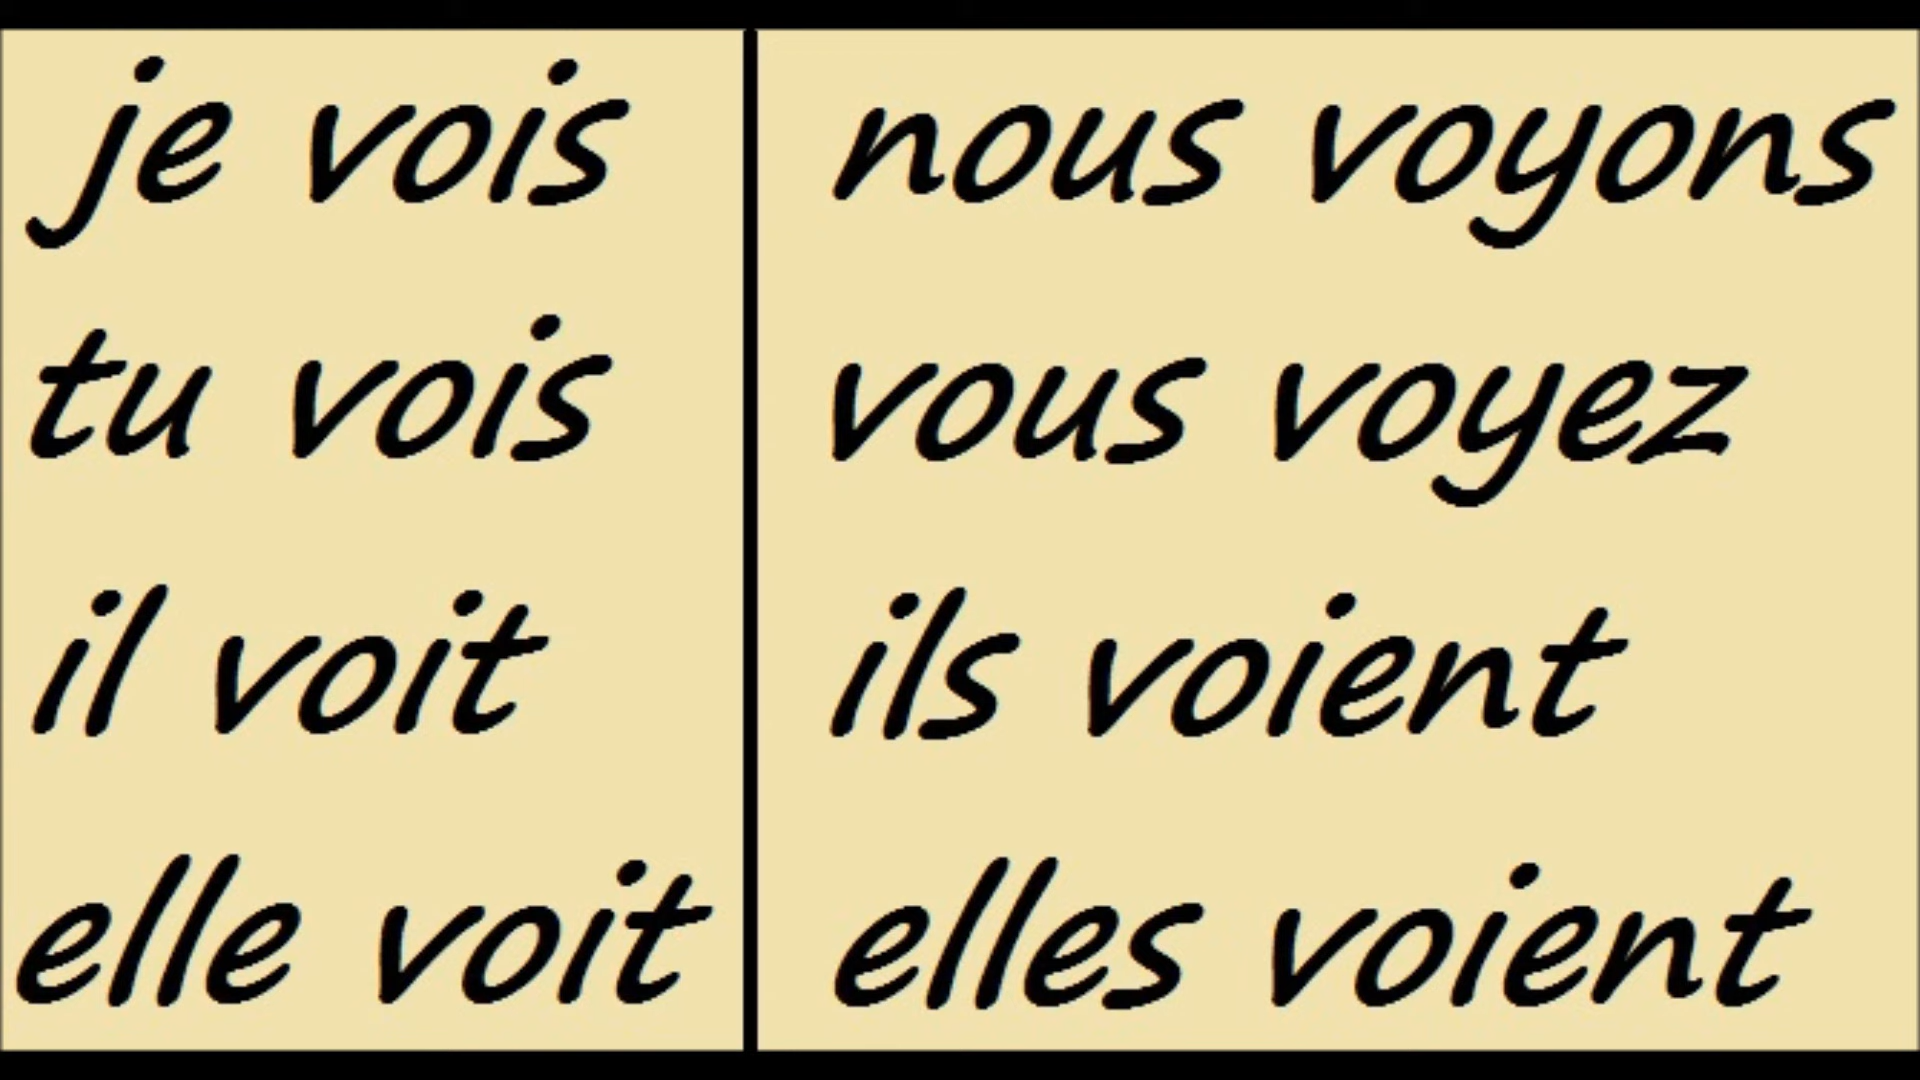 je vois
tu vois
il voit
elle voit
nous voyons
vous voyez
ils voient
elles voient